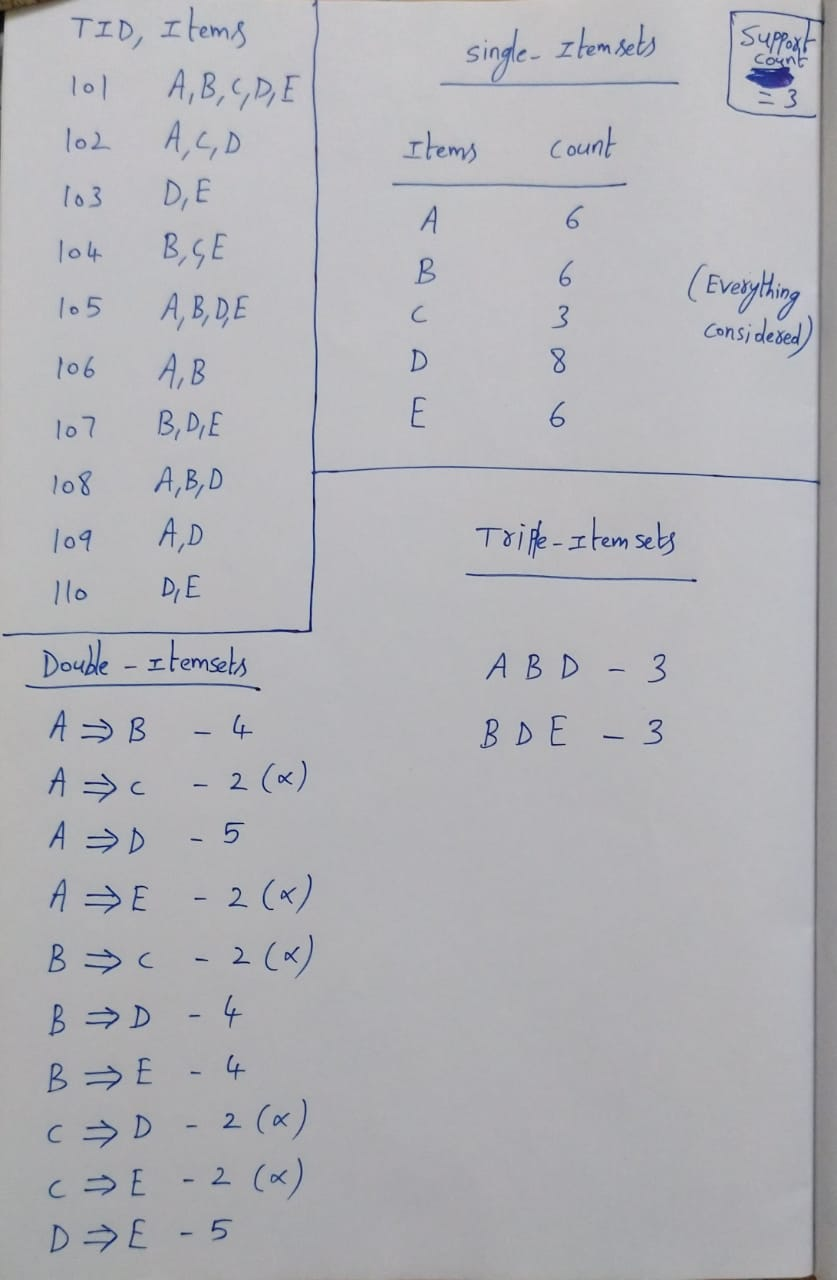 TID, Items
101 A,B,C,D,E
102 A,C,D
103 D,E
104 B,C,E
105 A,B,D,E
106 A,B
107 B,D,E
108 A,B,D
109 A,D
110 D,E
Single-Itemsets
Support
count
= 3
Items count
A 6
B 6
C 3
D 8
E 6
(Everything
considered)
Double - Itemsets
A ⇒ B - 4
A ⇒ C - 2 (×)
A ⇒ D - 5
A ⇒ E - 2 (×)
B ⇒ C - 2 (×)
B ⇒ D - 4
B ⇒ E - 4
C ⇒ D - 2 (×)
C ⇒ E - 2 (×)
D ⇒ E - 5
Triple-Itemsets
A B D - 3
B D E - 3